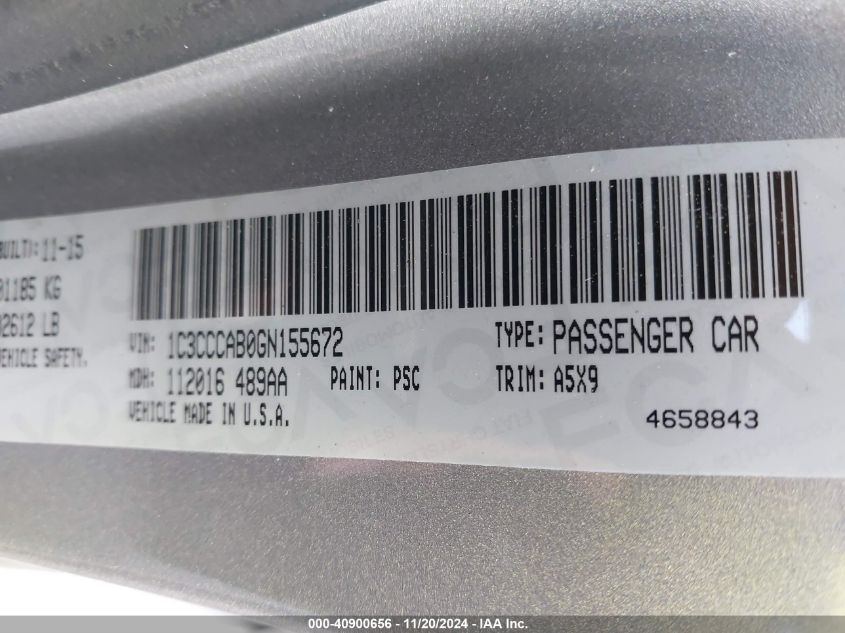 BUILT): 11-15
01185 KG
02612 LB
VEHICLE SAFETY.
VIN: 1C3CCCAB0GN155672
TYPE: PASSENGER CAR
MDH: 112016 489AA
PAINT: PSC
TRIM: A5X9
VEHICLE MADE IN U.S.A.
4658843
000-40900656 - 11/20/2024 - IAA Inc.